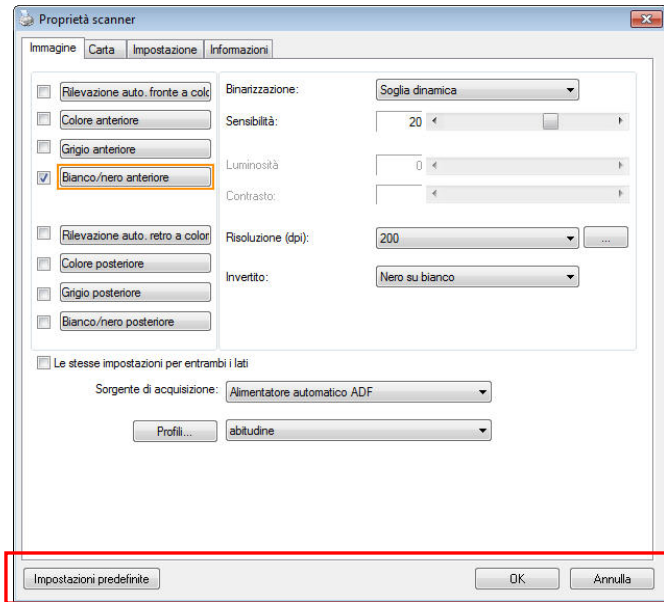 Proprietà scanner
Immagine Carta Impostazione Informazioni
Rilevazione auto. fronte a colo
Binarizzazione:
Soglia dinamica
Colore anteriore
Sensibilità:
20
Grigio anteriore
Bianco/nero anteriore
Luminosità
0
Contrasto:
Rilevazione auto. retro a color
Risoluzione (dpi):
200
...
Colore posteriore
Invertito:
Nero su bianco
Grigio posteriore
Bianco/nero posteriore
Le stesse impostazioni per entrambi i lati
Sorgente di acquisizione:
Alimentatore automatico ADF
Profili...
abitudine
Impostazioni predefinite
OK
Annulla